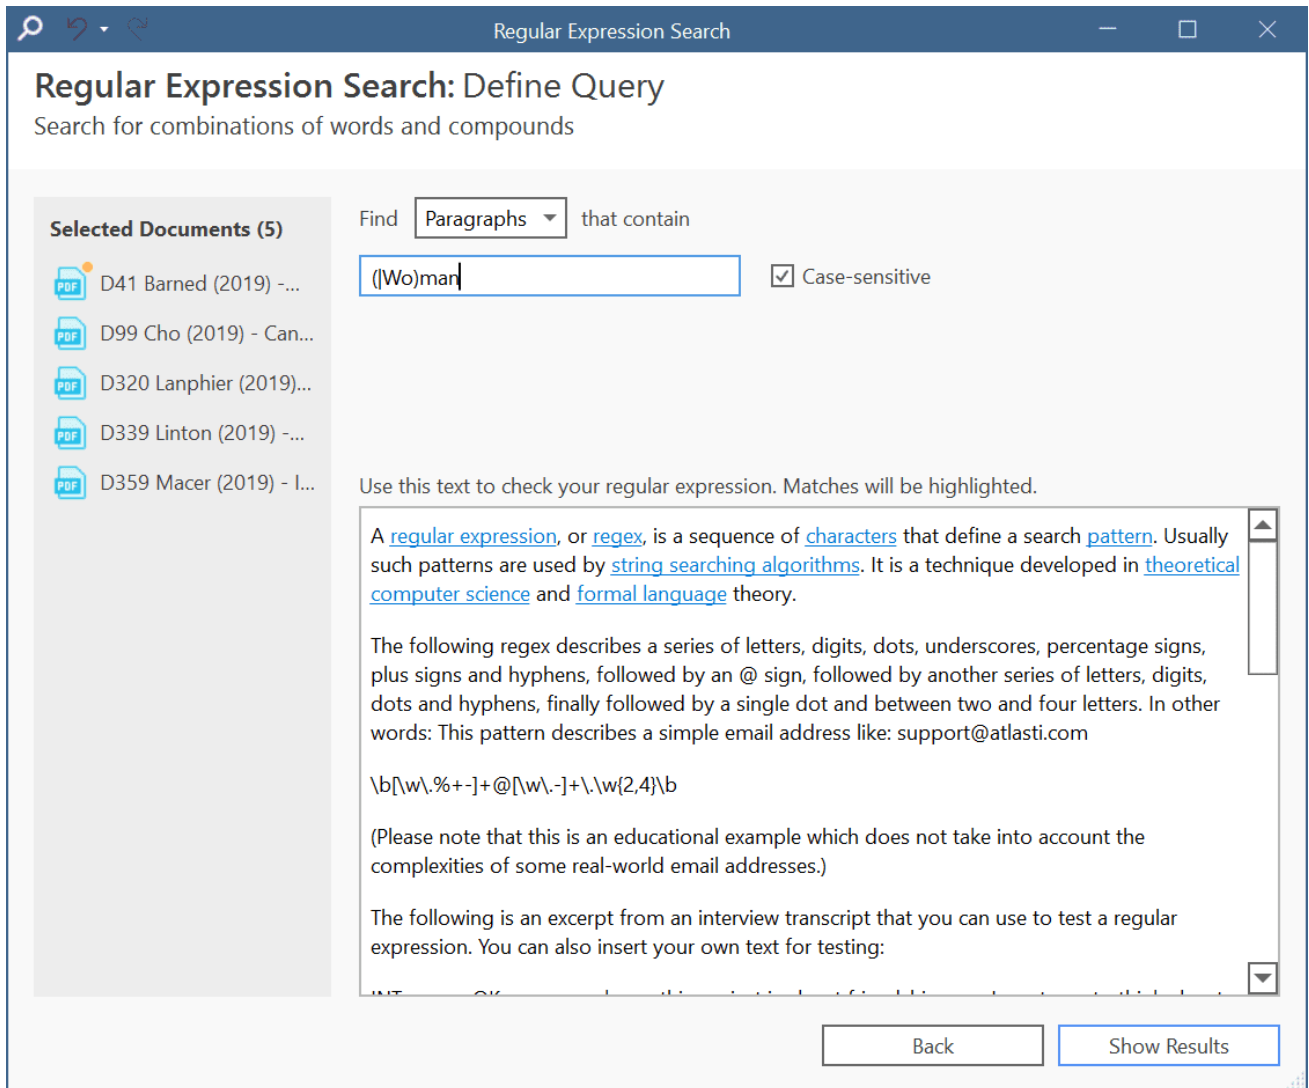 Regular Expression Search
Regular Expression Search: Define Query
Search for combinations of words and compounds
Selected Documents (5)
PDF D41 Barned (2019) -...
PDF D99 Cho (2019) - Can...
PDF D320 Lanphier (2019)...
PDF D339 Linton (2019) -...
PDF D359 Macer (2019) - I...
Find Paragraphs that contain
(|Wo)man
Case-sensitive
Use this text to check your regular expression. Matches will be highlighted.
A regular expression, or regex, is a sequence of characters that define a search pattern. Usually
such patterns are used by string searching algorithms. It is a technique developed in theoretical
computer science and formal language theory.
The following regex describes a series of letters, digits, dots, underscores, percentage signs,
plus signs and hyphens, followed by an @ sign, followed by another series of letters, digits,
dots and hyphens, finally followed by a single dot and between two and four letters. In other
words: This pattern describes a simple email address like: support@atlasti.com
\b[\w\.%+-]+@[\w\.-]+\.\w{2,4}\b
(Please note that this is an educational example which does not take into account the
complexities of some real-world email addresses.)
The following is an excerpt from an interview transcript that you can use to test a regular
expression. You can also insert your own text for testing:
Back
Show Results